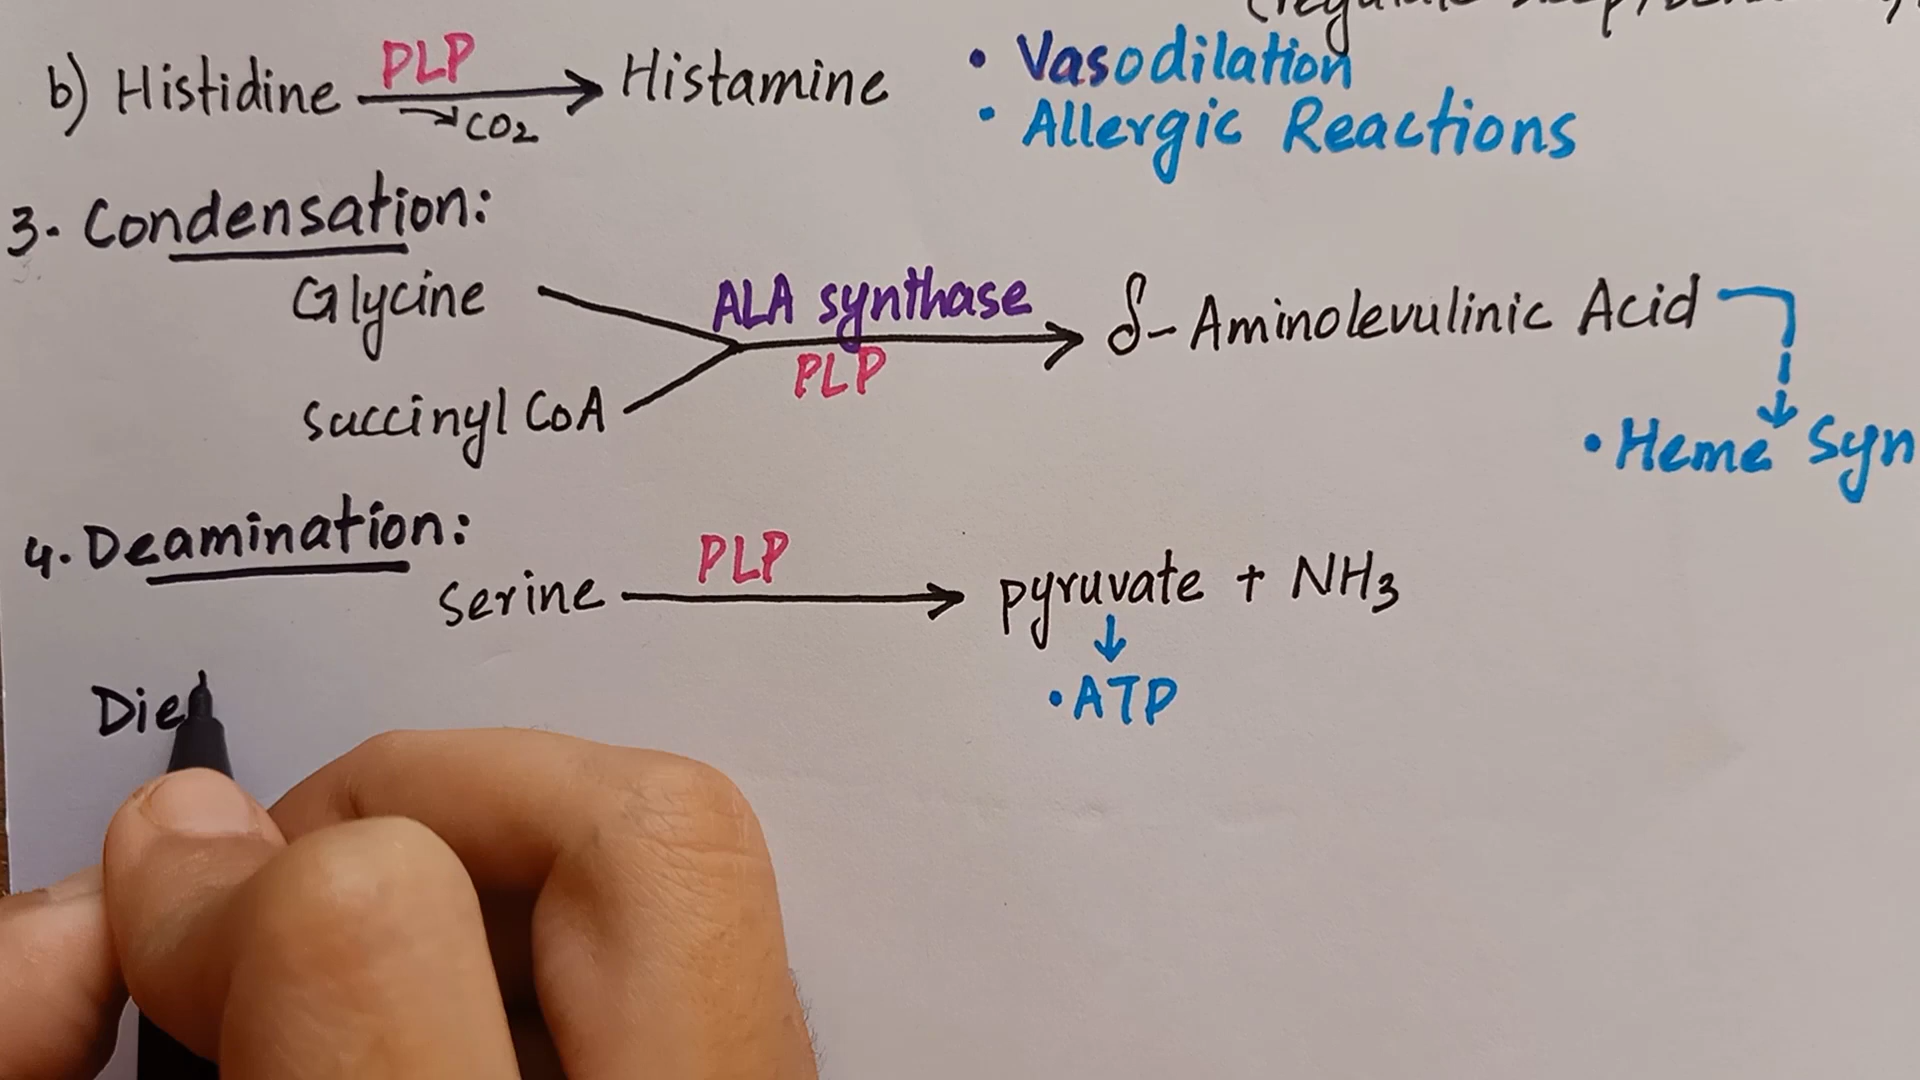 b) Histidine PLP → Histamine • Vasodilation
CO2 • Allergic Reactions
3. Condensation:
Glycine ALA synthase δ-Aminolevulinic Acid
PLP
Succinyl CoA • Heme Syn
4. Deamination:
Serine PLP → pyruvate + NH3
↓
• ATP
Die